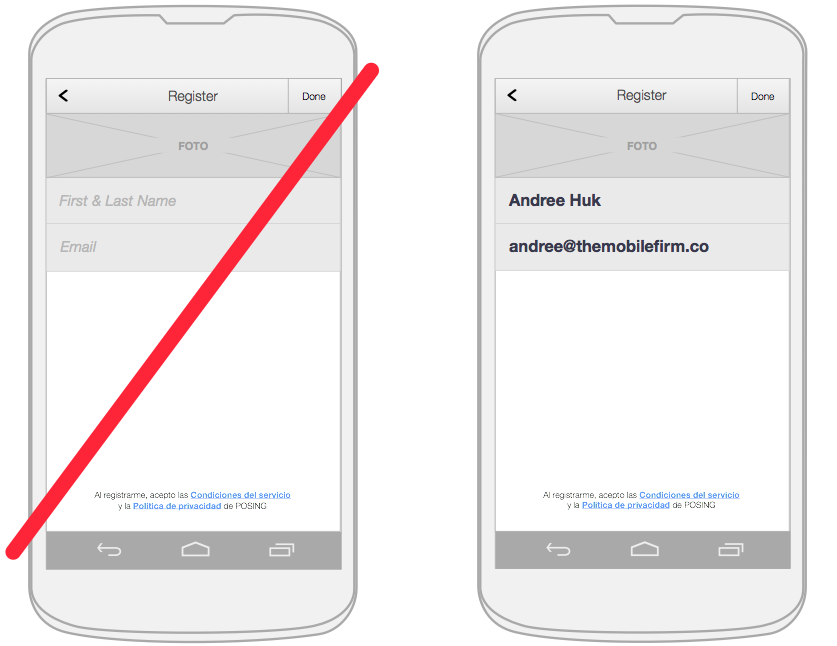 Register
Done
FOTO
First & Last Name
Email
Al registrarme, acepto las Condiciones del servicio
y la Politica de privacidad de POSING
Register
Done
FOTO
Andree Huk
andree@themobilefirm.co
Al registrarme, acepto las Condiciones del servicio
y la Politica de privacidad de POSING